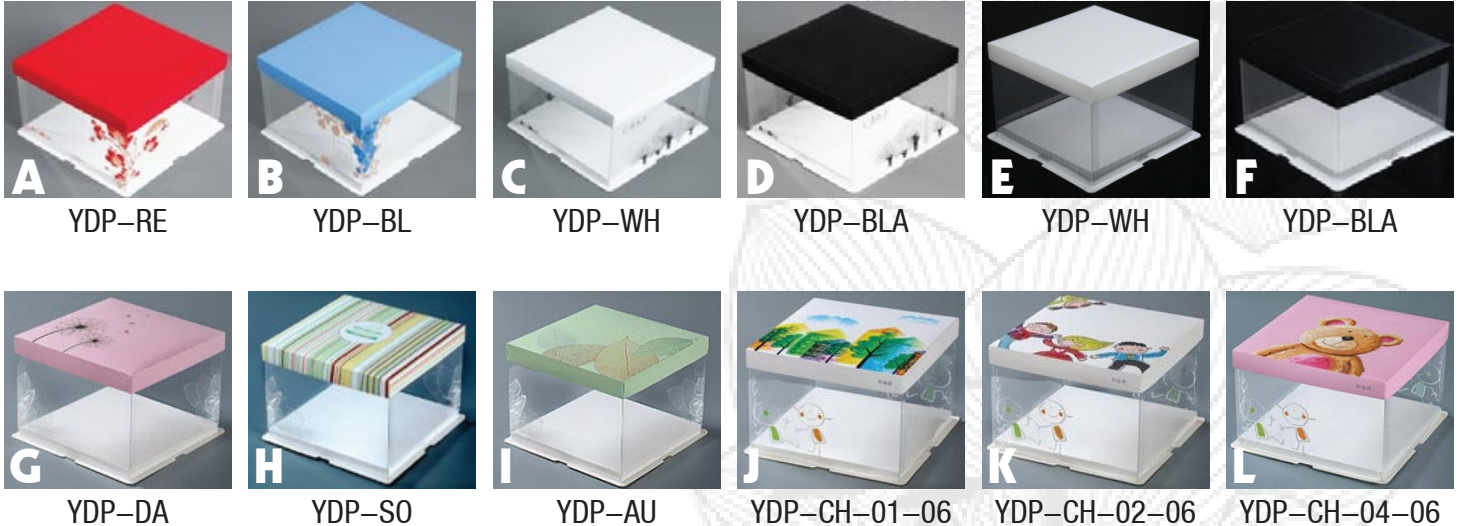 A
B
C
D
E
F
YDP–RE
YDP–BL
YDP–WH
YDP–BLA
YDP–WH
YDP–BLA
G
H
I
J
K
L
YDP–DA
YDP–SO
YDP–AU
YDP–CH–01–06
YDP–CH–02–06
YDP–CH–04–06